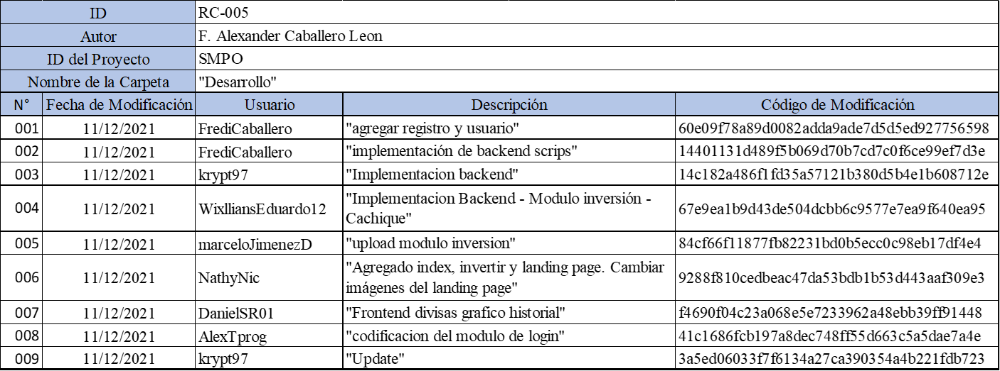 ID RC-005
Autor F. Alexander Caballero Leon
ID del Proyecto SMPO
Nombre de la Carpeta "Desarrollo"
N° Fecha de Modificación Usuario Descripción Código de Modificación
001 11/12/2021 FrediCaballero "agregar registro y usuario" 60e09f78a89d0082adda9ade7d5d5ed927756598
002 11/12/2021 FrediCaballero "implementación de backend scrips" 14401131d489f5b069d70b7cd7c0f6ce99ef7d3e
003 11/12/2021 krypt97 "Implementacion backend" 14c182a486f1fd35a57121b380d5b4e1b608712e
004 11/12/2021 WixlliansEduardo12 "Implementacion Backend - Modulo inversión -
Cachique" 67e9ea1b9d43de504dcbb6c9577e7ea9f640ea95
005 11/12/2021 marceloJimenezD "upload modulo inversion" 84cf66f11877fb82231bd0b5ecc0c98eb17df4e4
006 11/12/2021 NathyNic "Agregado index, invertir y landing page. Cambiar
imágenes del landing page" 9288f810cedbeac47da53bdb1b53d443aaf309e3
007 11/12/2021 DanielSR01 "Frontend divisas grafico historial" f4690f04c23a068e5e7233962a48ebb39ff91448
008 11/12/2021 AlexTprog "codificacion del modulo de login" 41c1686fcb197a8dec748ff55d663c5a5dae7a4e
009 11/12/2021 krypt97 "Update" 3a5ed06033f7f6134a27ca390354a4b221fdb723